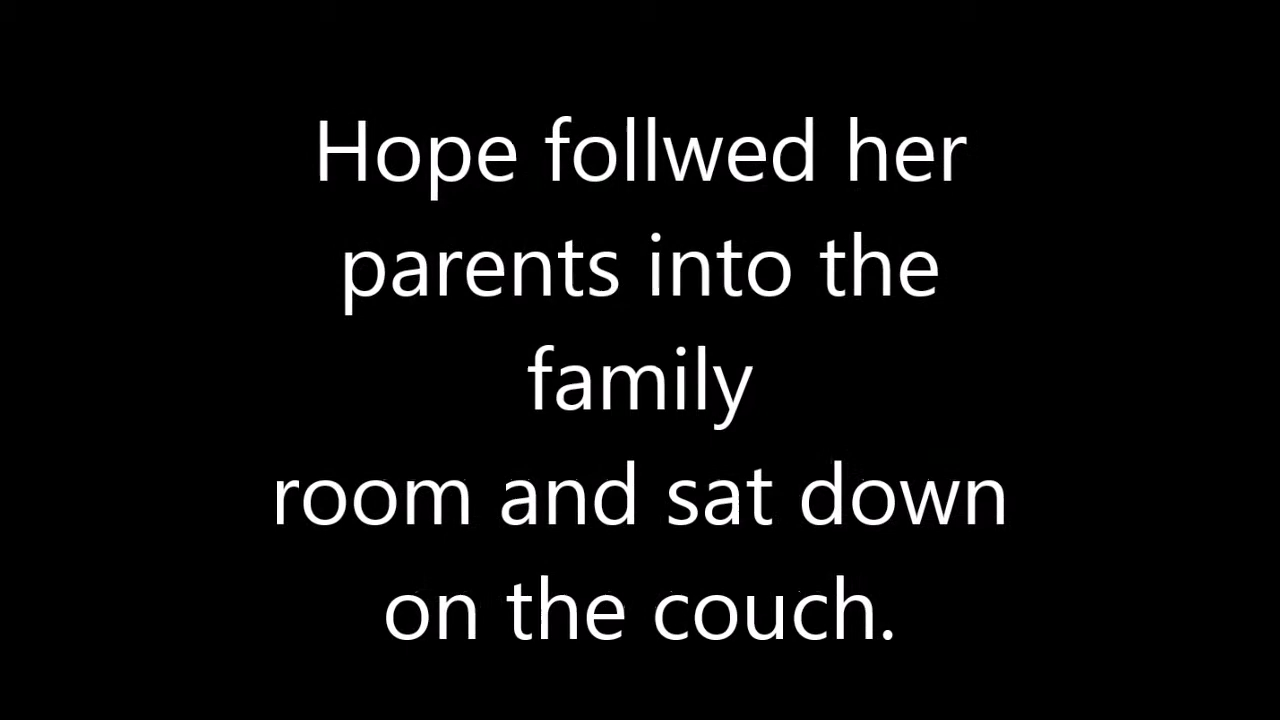 Hope follwed her
parents into the
family
room and sat down
on the couch.